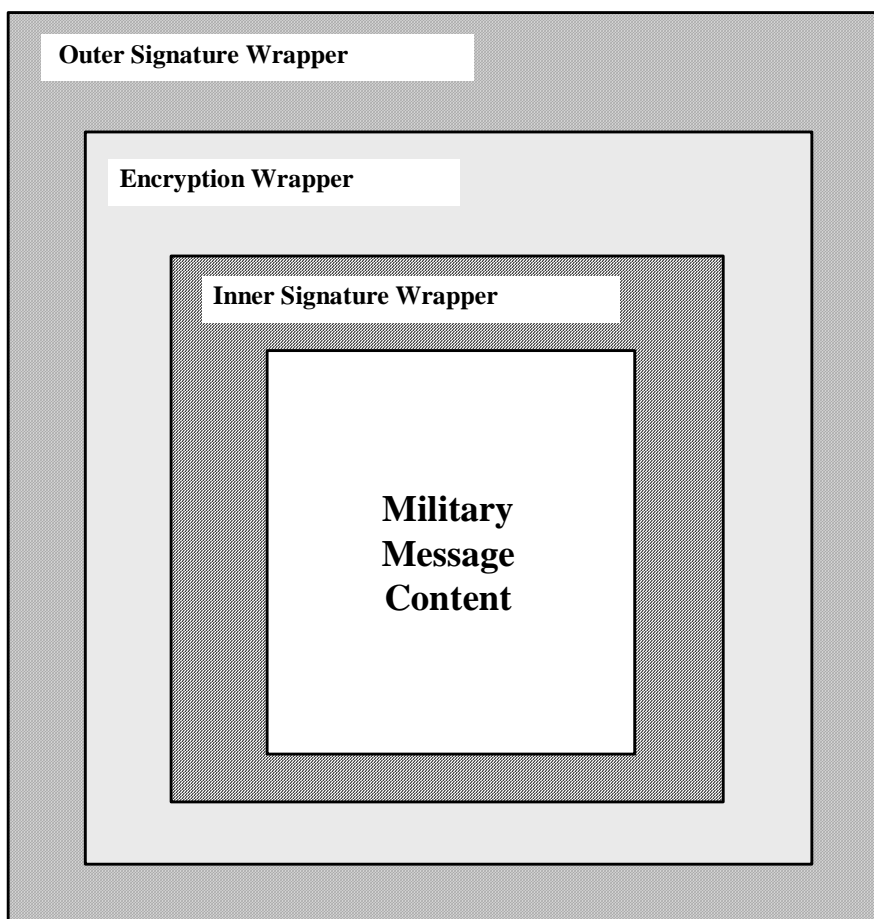 Outer Signature Wrapper
Encryption Wrapper
Inner Signature Wrapper
Military
Message
Content